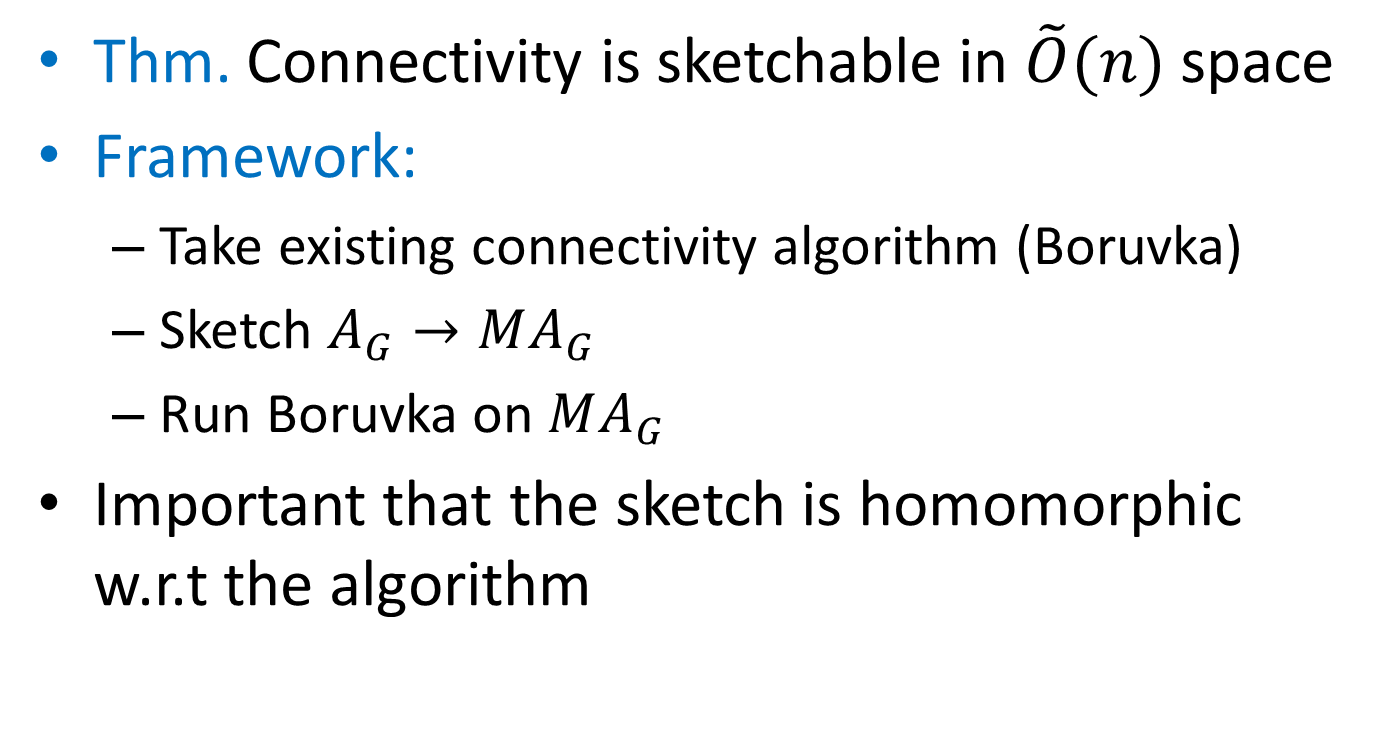 • Thm. Connectivity is sketchable in Õ(n) space
• Framework:
– Take existing connectivity algorithm (Boruvka)
– Sketch A_G → MA_G
– Run Boruvka on MA_G
• Important that the sketch is homomorphic
w.r.t the algorithm